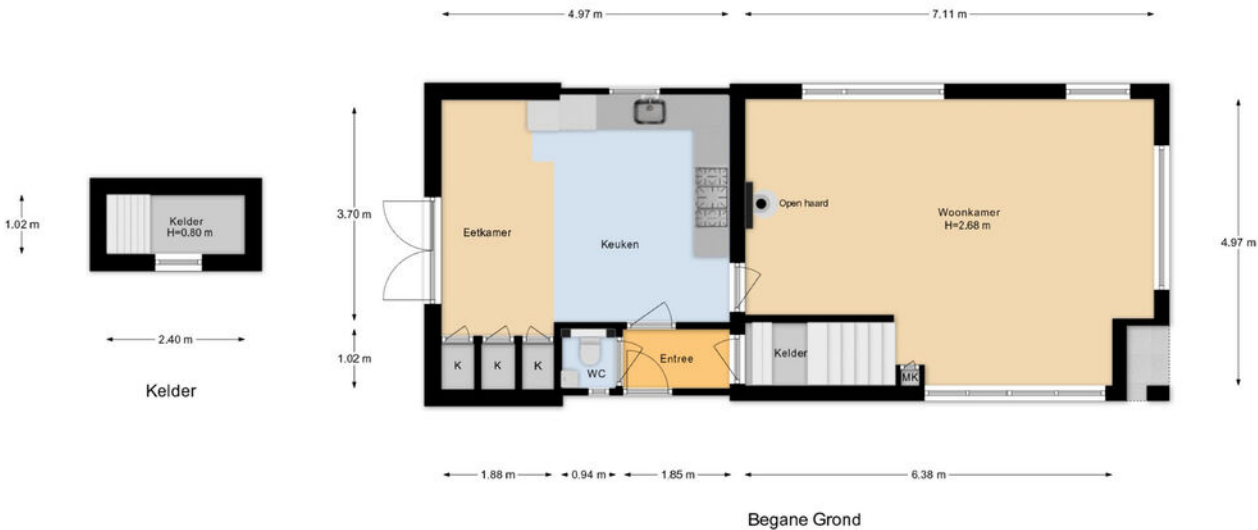 4.97 m
7.11 m
1.02 m
Kelder
H=0.80 m
2.40 m
Kelder
3.70 m
1.02 m
Eetkamer
Keuken
Open haard
Woonkamer
H=2.68 m
4.97 m
K
K
K
WC
Entree
Kelder
MK
1.88 m
0.94 m
1.85 m
6.38 m
Begane Grond